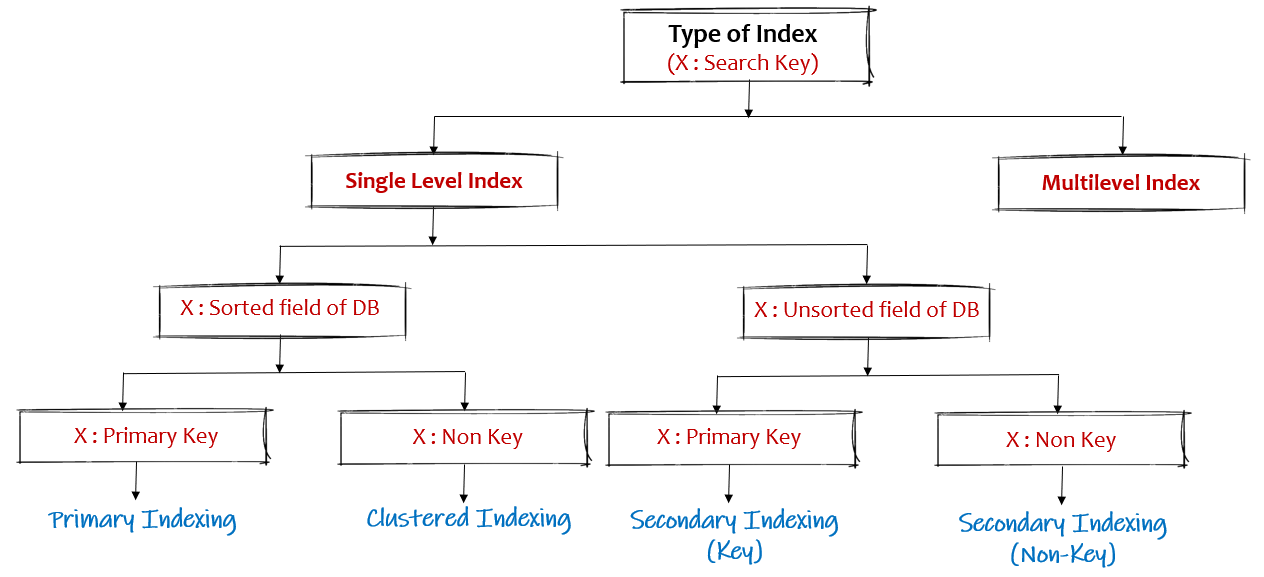 Type of Index
(X : Search Key)
Single Level Index
Multilevel Index
X : Sorted field of DB
X : Unsorted field of DB
X : Primary Key
X : Non Key
X : Primary Key
X : Non Key
Primary Indexing
Clustered Indexing
Secondary Indexing
(Key)
Secondary Indexing
(Non-Key)